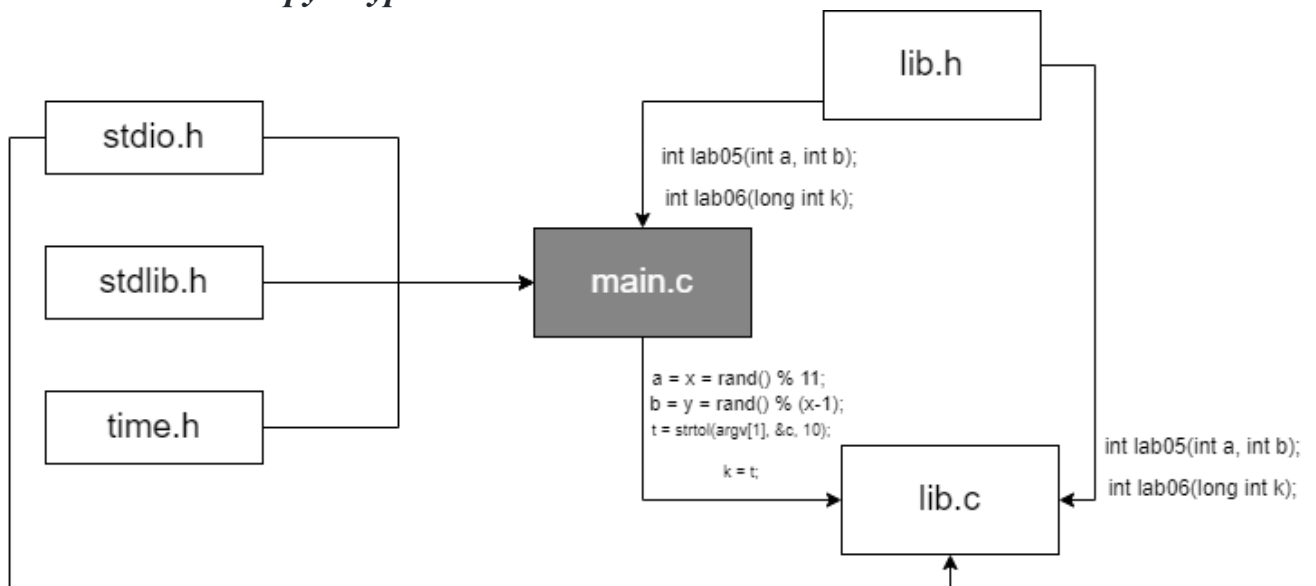 lib.h
stdio.h
int lab05(int a, int b);
int lab06(long int k);
stdlib.h
main.c
a = x = rand() % 11;
b = y = rand() % (x-1);
t = strtol(argv[1], &c, 10);
time.h
k = t;
int lab05(int a, int b);
int lab06(long int k);
lib.c